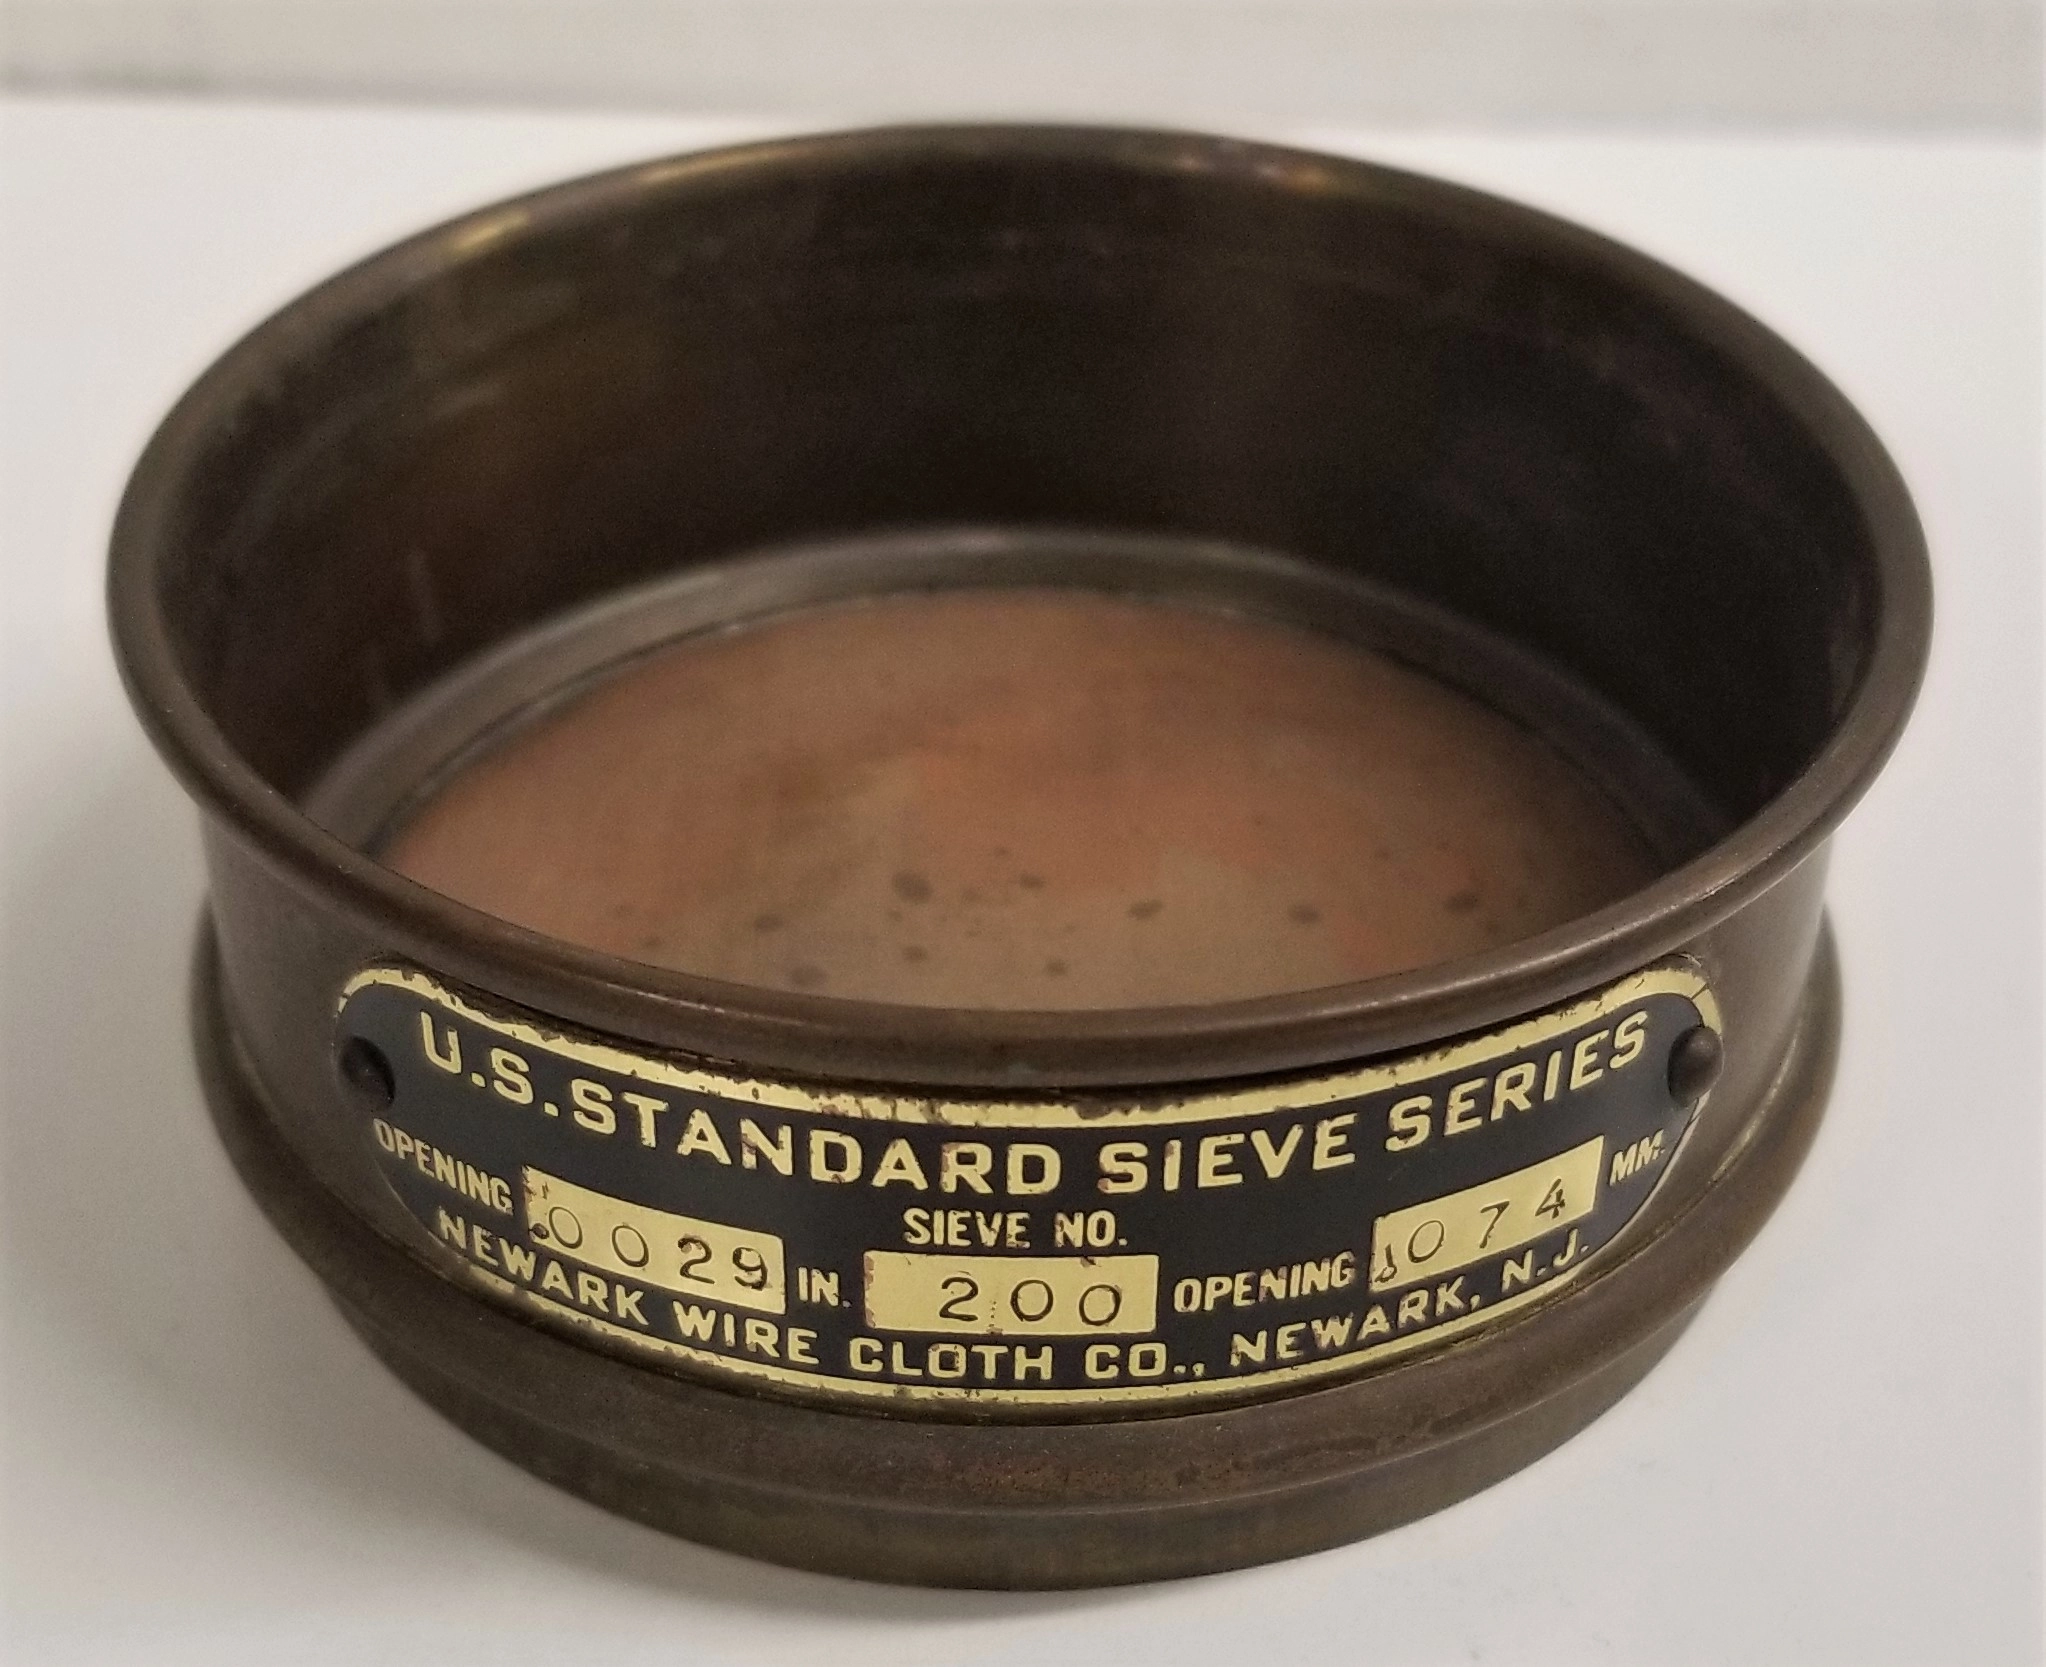 U.S. STANDARD SIEVE SERIES
OPENING .0029 IN. SIEVE NO. 200 OPENING .074 MM.
NEWARK WIRE CLOTH CO., NEWARK, N.J.